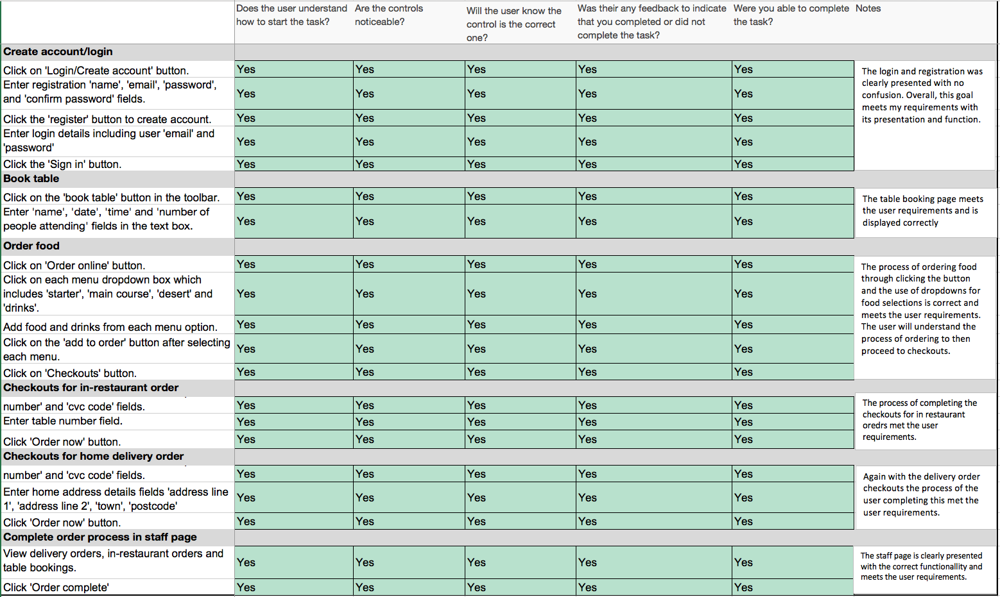 Does the user understand how to start the task? Are the controls noticeable? Will the user know the control is the correct one? Was their any feedback to indicate that you completed or did not complete the task? Were you able to complete the task? Notes
Create account/login
Click on 'Login/Create account' button. Yes Yes Yes Yes Yes
Enter registration 'name', 'email', 'password',
and 'confirm password' fields. Yes Yes Yes Yes Yes
Click the 'register' button to create account. Yes Yes Yes Yes Yes
Enter login details including user 'email' and
'password' Yes Yes Yes Yes Yes
Click the 'Sign in' button. Yes Yes Yes Yes Yes
The login and registration was
clearly presented with no
confusion. Overall, this goal
meets my requirements with
its presentation and function.
Book table
Click on the 'book table' button in the toolbar. Yes Yes Yes Yes Yes
Enter 'name', 'date', 'time' and 'number of
people attending' fields in the text box. Yes Yes Yes Yes Yes
The table booking page meets
the user requirements and is
displayed correctly
Order food
Click on 'Order online' button. Yes Yes Yes Yes Yes
Click on each menu dropdown box which
includes 'starter', 'main course', 'desert' and
'drinks'. Yes Yes Yes Yes Yes
Add food and drinks from each menu option. Yes Yes Yes Yes Yes
Click on the 'add to order' button after selecting
each menu. Yes Yes Yes Yes Yes
Click on 'Checkouts' button. Yes Yes Yes Yes Yes
The process of ordering food
through clicking the button
and the use of dropdowns for
food selections is correct and
meets the user requirements.
The user will understand the
process of ordering to then
proceed to checkouts.
Checkouts for in-restaurant order
number' and 'cvc code' fields. Yes Yes Yes Yes Yes
Enter table number field. Yes Yes Yes Yes Yes
Click 'Order now' button. Yes Yes Yes Yes Yes
The process of completing the
checkouts for in restaurant
oredrs met the user
requirements.
Checkouts for home delivery order
number' and 'cvc code' fields. Yes Yes Yes Yes Yes
Enter home address details fields 'address line
1', 'address line 2', 'town', 'postcode' Yes Yes Yes Yes Yes
Click 'Order now' button. Yes Yes Yes Yes Yes
Again with the delivery order
checkouts the process of the
user completing this met the
user requirements.
Complete order process in staff page
View delivery orders, in-restaurant orders and
table bookings. Yes Yes Yes Yes Yes
Click 'Order complete' Yes Yes Yes Yes Yes
The staff page is clearly presented
with the correct functionallity and
meets the user requirements.